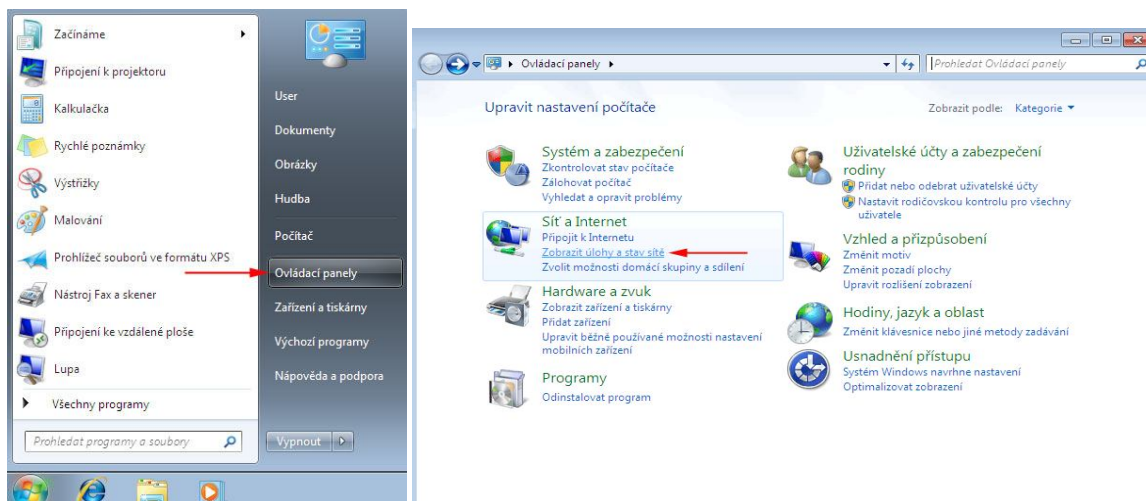 Začínáme
Připojení k projektoru
Kalkulačka
Rychlé poznámky
Výstřižky
Malování
Prohlížeč souborů ve formátu XPS
Nástroj Fax a skener
Připojení ke vzdálené ploše
Lupa
Všechny programy
Prohledat programy a soubory
User
Dokumenty
Obrázky
Hudba
Počítač
Ovládací panely
Zařízení a tiskárny
Výchozí programy
Nápověda a podpora
Vypnout
Ovládací panely
Prohledat Ovládací panely
Upravit nastavení počítače
Zobrazit podle: Kategorie
Systém a zabezpečení
Zkontrolovat stav počítače
Zálohovat počítač
Vyhledat a opravit problémy
Síť a Internet
Připojit k Internetu
Zobrazit úlohy a stav sítě
Zvolit možnosti domácí skupiny a sdílení
Hardware a zvuk
Zobrazit zařízení a tiskárny
Přidat zařízení
Upravit běžné používané možnosti nastavení
mobilních zařízení
Programy
Odinstalovat program
Uživatelské účty a zabezpečení
rodiny
Přidat nebo odebrat uživatelské účty
Nastavit rodičovskou kontrolu pro všechny
uživatele
Vzhled a přizpůsobení
Změnit motiv
Změnit pozadí plochy
Upravit rozlišení zobrazení
Hodiny, jazyk a oblast
Změnit klávesnice nebo jiné metody zadávání
Usnadnění přístupu
Systém Windows navrhne nastavení
Optimalizovat zobrazení